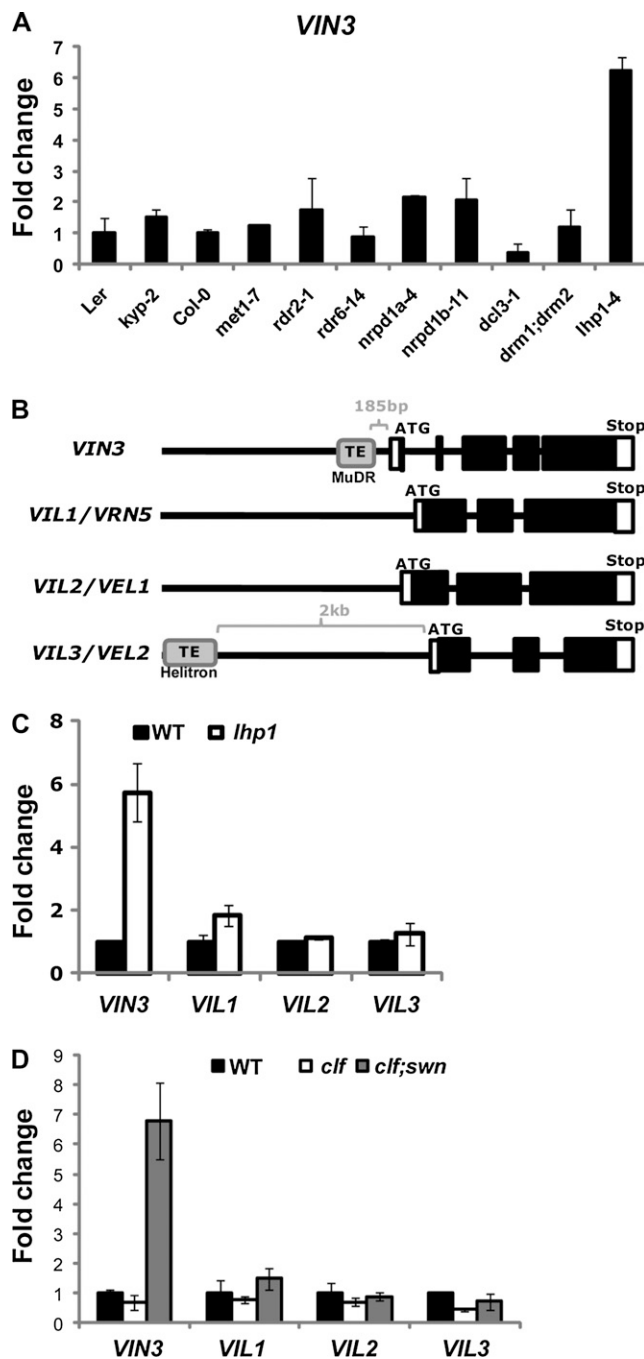 A
VIN3
Fold change
7
6
5
4
3
2
1
0
Ler
kyp-2
Col-0
met1-7
rdr2-1
rdr6-14
nrpd1a-4
nrpd1b-11
dcl3-1
drm1;drm2
lhp1-4
B
185bp
VIN3
TE
MuDR
ATG
Stop
VIL1/VRN5
ATG
Stop
VIL2/VEL1
ATG
Stop
2kb
VIL3/VEL2
TE
Helitron
ATG
Stop
C
WT lhp1
Fold change
8
6
4
2
0
VIN3 VIL1 VIL2 VIL3
D
WT clf clf;swn
Fold change
9
8
7
6
5
4
3
2
1
0
VIN3 VIL1 VIL2 VIL3